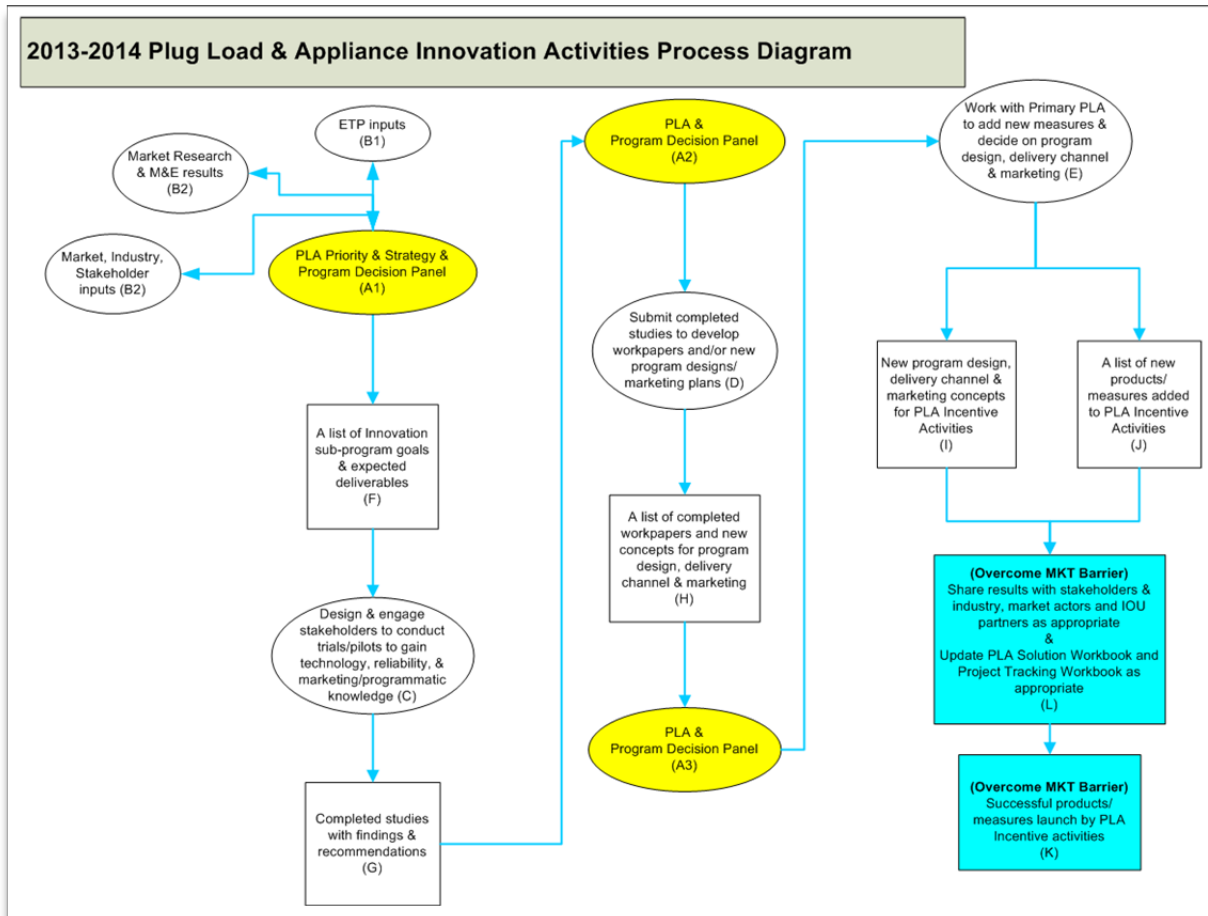 2013-2014 Plug Load & Appliance Innovation Activities Process Diagram
ETP inputs
(B1)
Market Research
& M&E results
(B2)
Market, Industry,
Stakeholder
inputs (B2)
PLA Priority & Strategy &
Program Decision Panel
(A1)
A list of Innovation
sub-program goals
& expected
deliverables
(F)
Design & engage
stakeholders to conduct
trials/pilots to gain
technology, reliability, &
marketing/programmatic
knowledge (C)
Completed studies
with findings &
recommendations
(G)
PLA &
Program Decision Panel
(A2)
Submit completed
studies to develop
workpapers and/or new
program designs/
marketing plans (D)
A list of completed
workpapers and new
concepts for program
design, delivery
channel & marketing
(H)
PLA &
Program Decision Panel
(A3)
Work with Primary PLA
to add new measures &
decide on program
design, delivery channel
& marketing (E)
New program design,
delivery channel &
marketing concepts
for PLA Incentive
Activities
(I)
A list of new
products/
measures added
to PLA Incentive
Activities
(J)
(Overcome MKT Barrier)
Share results with stakeholders &
industry, market actors and IOU
partners as appropriate
&
Update PLA Solution Workbook and
Project Tracking Workbook as
appropriate
(L)
(Overcome MKT Barrier)
Successful products/
measures launch by PLA
Incentive activities
(K)